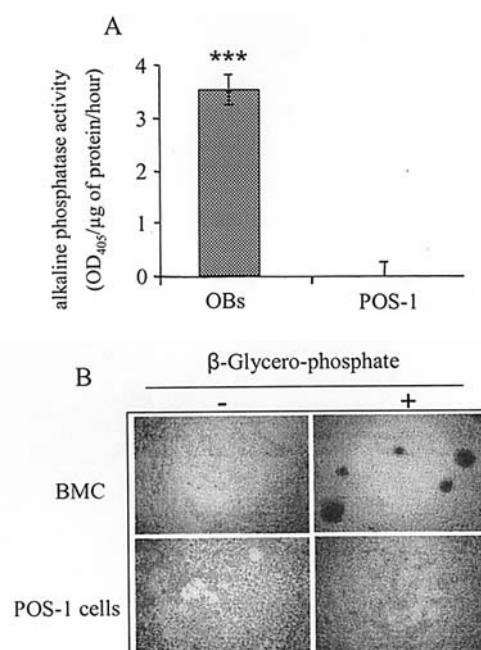 A
***
alkaline phosphatase activity
(OD405/μg of protein/hour)
4
3
2
1
0
OBs
POS-1
B
β-Glycero-phosphate
- +
BMC
POS-1 cells